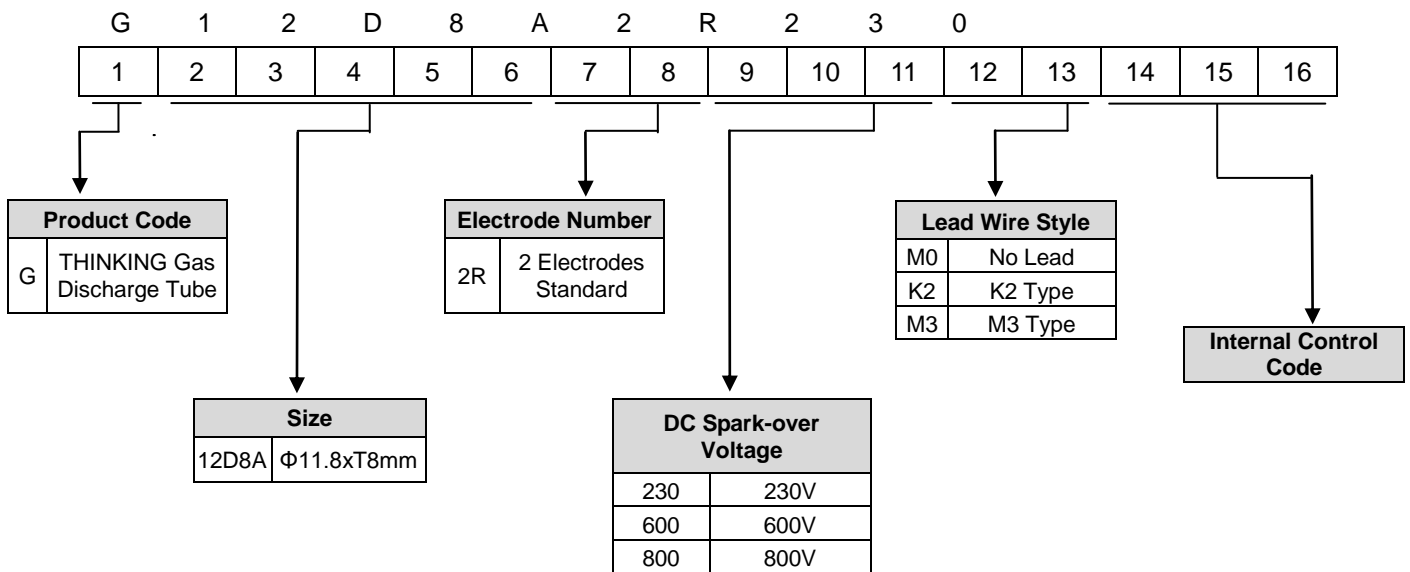 G 1 2 D 8 A 2 R 2 3 0
1 2 3 4 5 6 7 8 9 10 11 12 13 14 15 16
Product Code
G THINKING Gas
Discharge Tube
Electrode Number
2R 2 Electrodes
Standard
Lead Wire Style
M0 No Lead
K2 K2 Type
M3 M3 Type
Internal Control
Code
Size
12D8A Φ11.8xT8mm
DC Spark-over
Voltage
230 230V
600 600V
800 800V